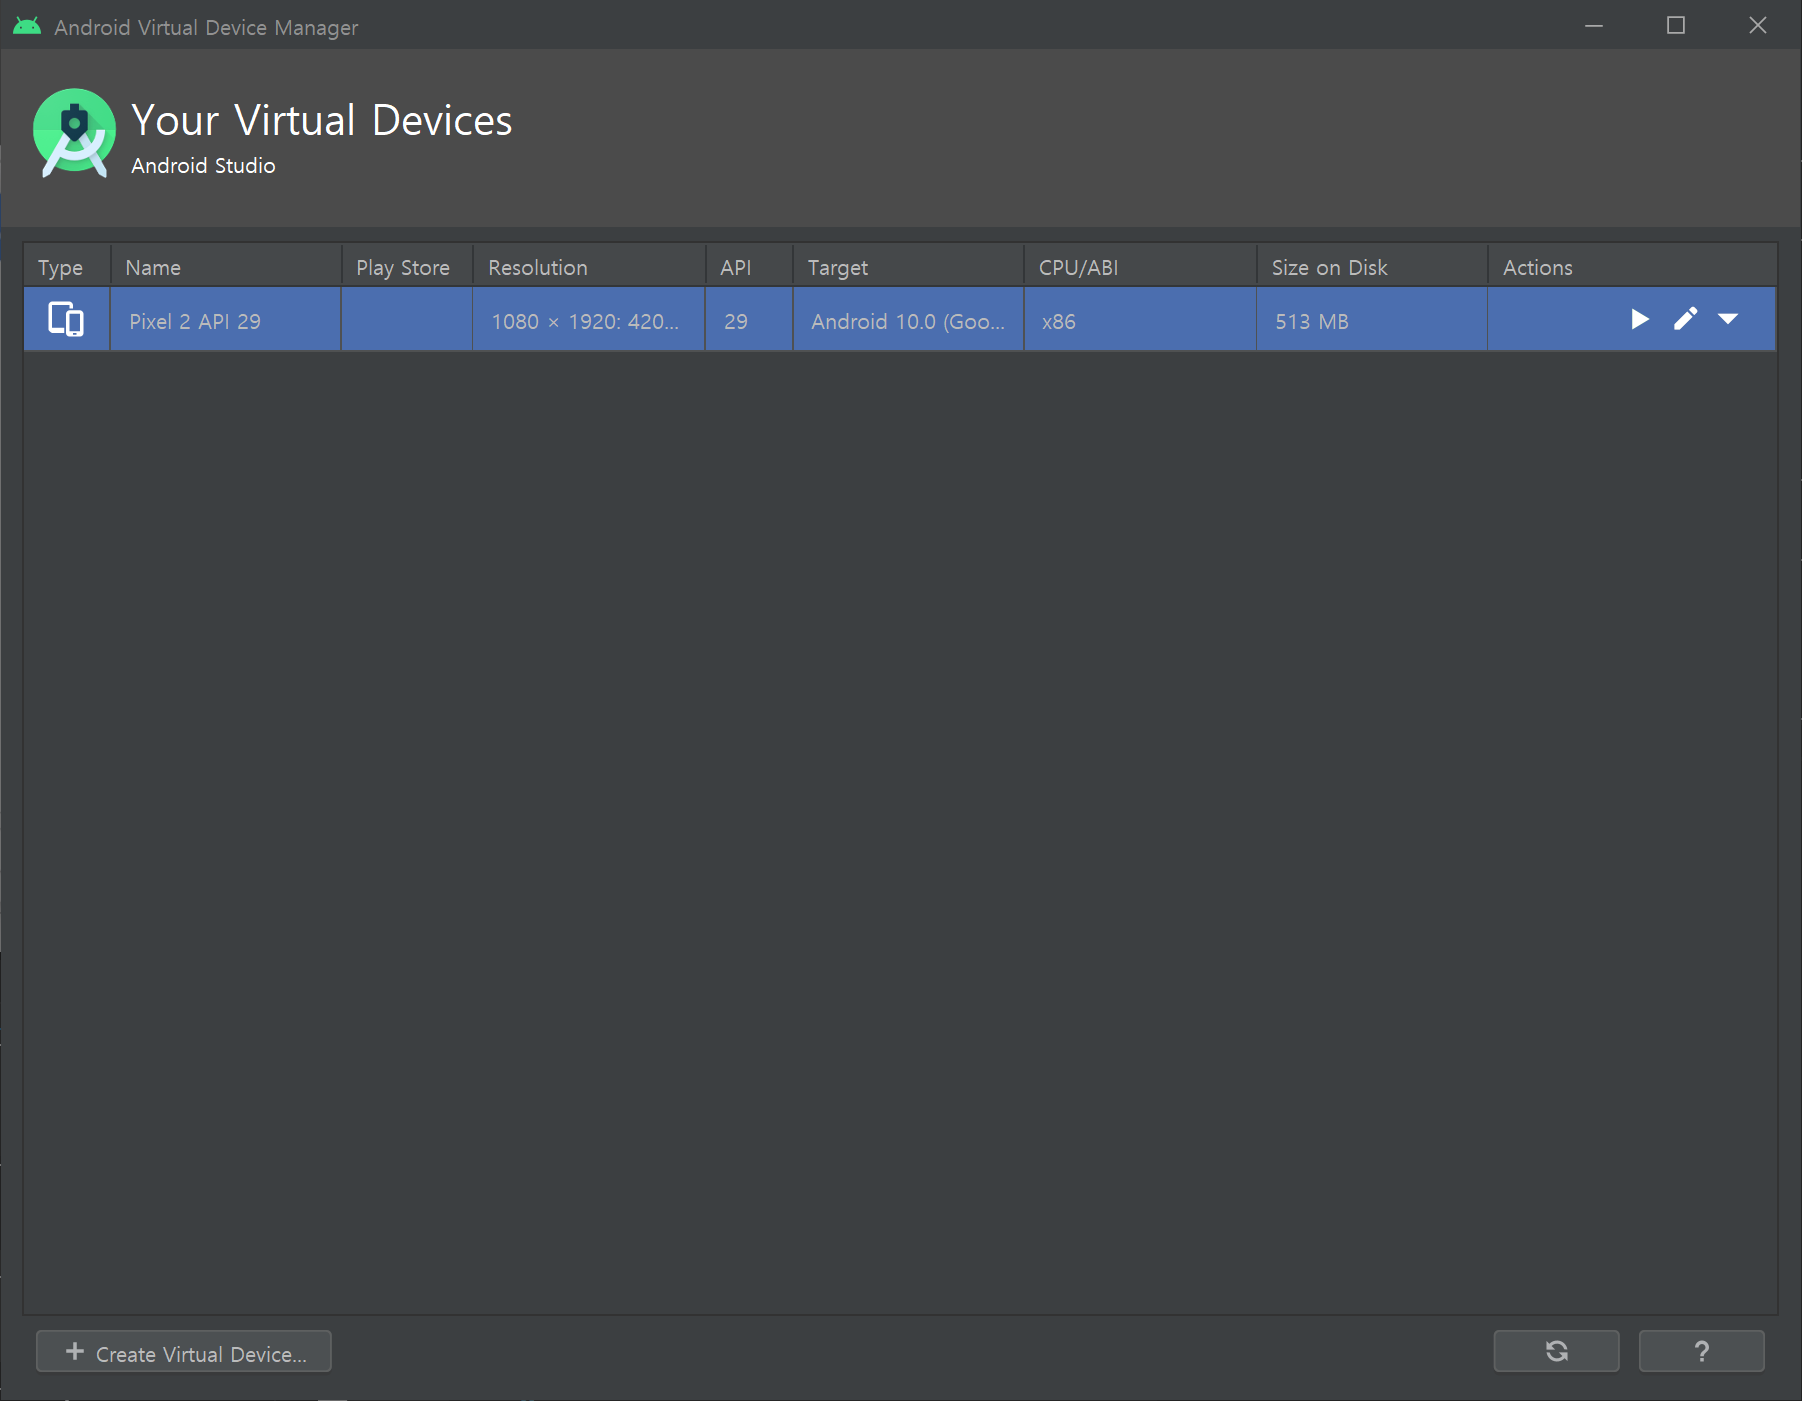 Android Virtual Device Manager
Your Virtual Devices
Android Studio
Type Name Play Store Resolution API Target CPU/ABI Size on Disk Actions
Pixel 2 API 29 1080 × 1920: 420... 29 Android 10.0 (Goo... x86 513 MB
+ Create Virtual Device...
?